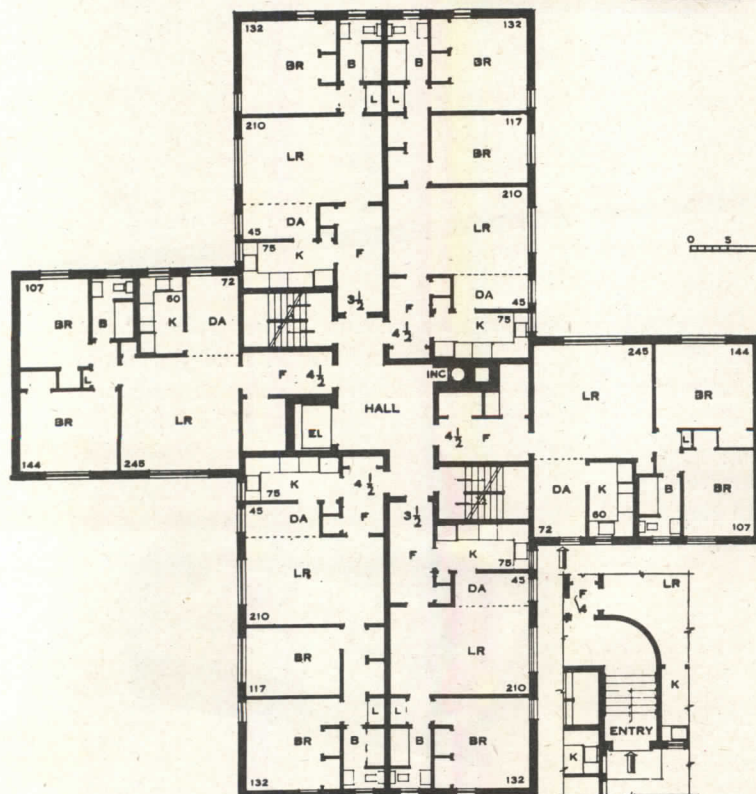 132 132
BR B B BR
L L
210 117
LR BR
210
DA LR
45
75 K F
0 5
3½ DA
45
107 60 72 F 75
BR B K DA 4½ K
L F 4½ INC 245 144
BR LR HALL 4½ F LR BR
EL L
144 245
K 4½ DA K B BR
75
45 DA F 3½ 60
72 107
K
F 75
LR DA 45
F LR
4
210 LR
BR K
117 210
L L ENTRY
BR B B BR
K
132 132